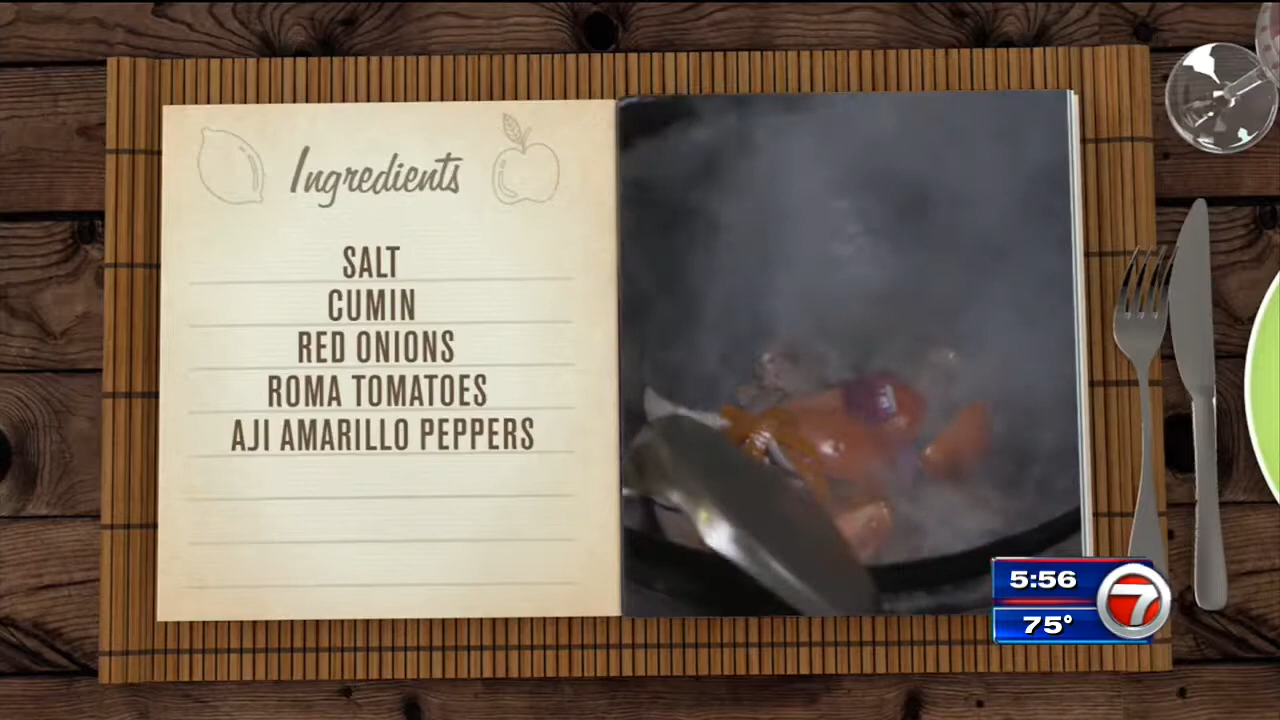 Ingredients
SALT
CUMIN
RED ONIONS
ROMA TOMATOES
AJI AMARILLO PEPPERS
5:56
7
75°